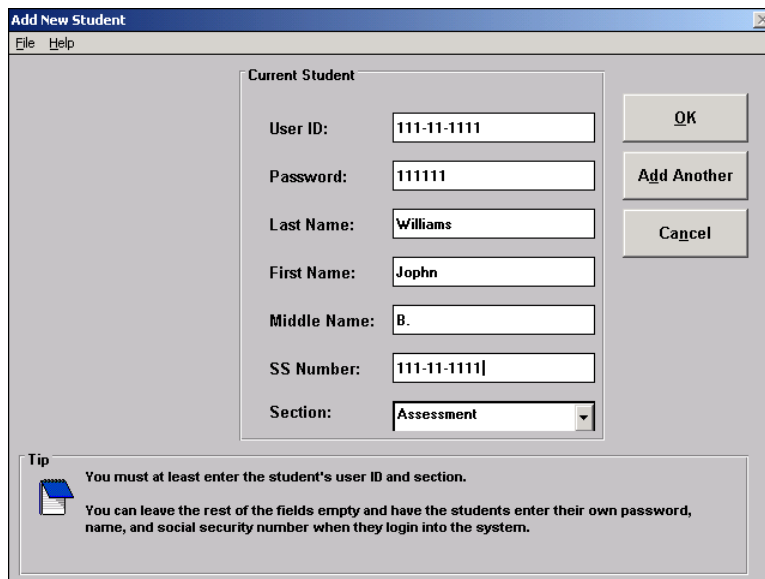 Add New Student
File Help
Current Student
User ID: 111-11-1111
Password: 111111
Last Name: Williams
First Name: Jophn
Middle Name: B.
SS Number: 111-11-1111
Section: Assessment
OK
Add Another
Cancel
Tip
You must at least enter the student's user ID and section.
You can leave the rest of the fields empty and have the students enter their own password,
name, and social security number when they login into the system.